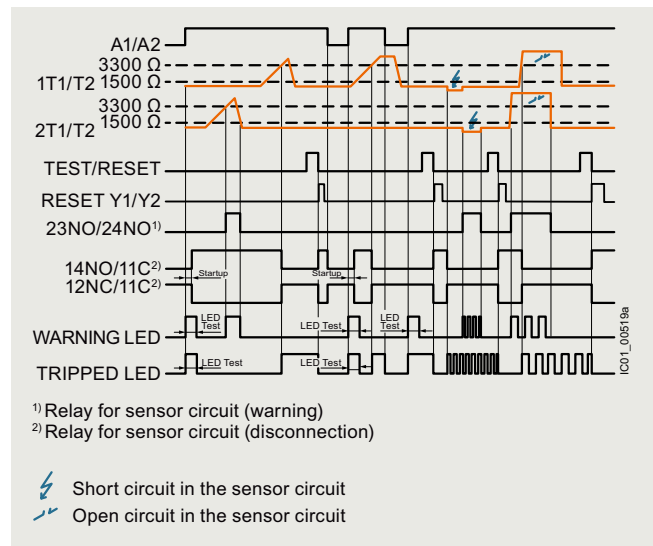 A1/A2
3300 Ω
1T1/T2 1500 Ω
3300 Ω
2T1/T2 1500 Ω
TEST/RESET
RESET Y1/Y2
23NO/24NO1)
14NO/11C2)
Startup Startup
12NC/11C2)
WARNING LED
LED Test LED Test LED Test
TRIPPED LED
LED Test LED Test
IC01_00519a
1) Relay for sensor circuit (warning)
2) Relay for sensor circuit (disconnection)
Short circuit in the sensor circuit
Open circuit in the sensor circuit